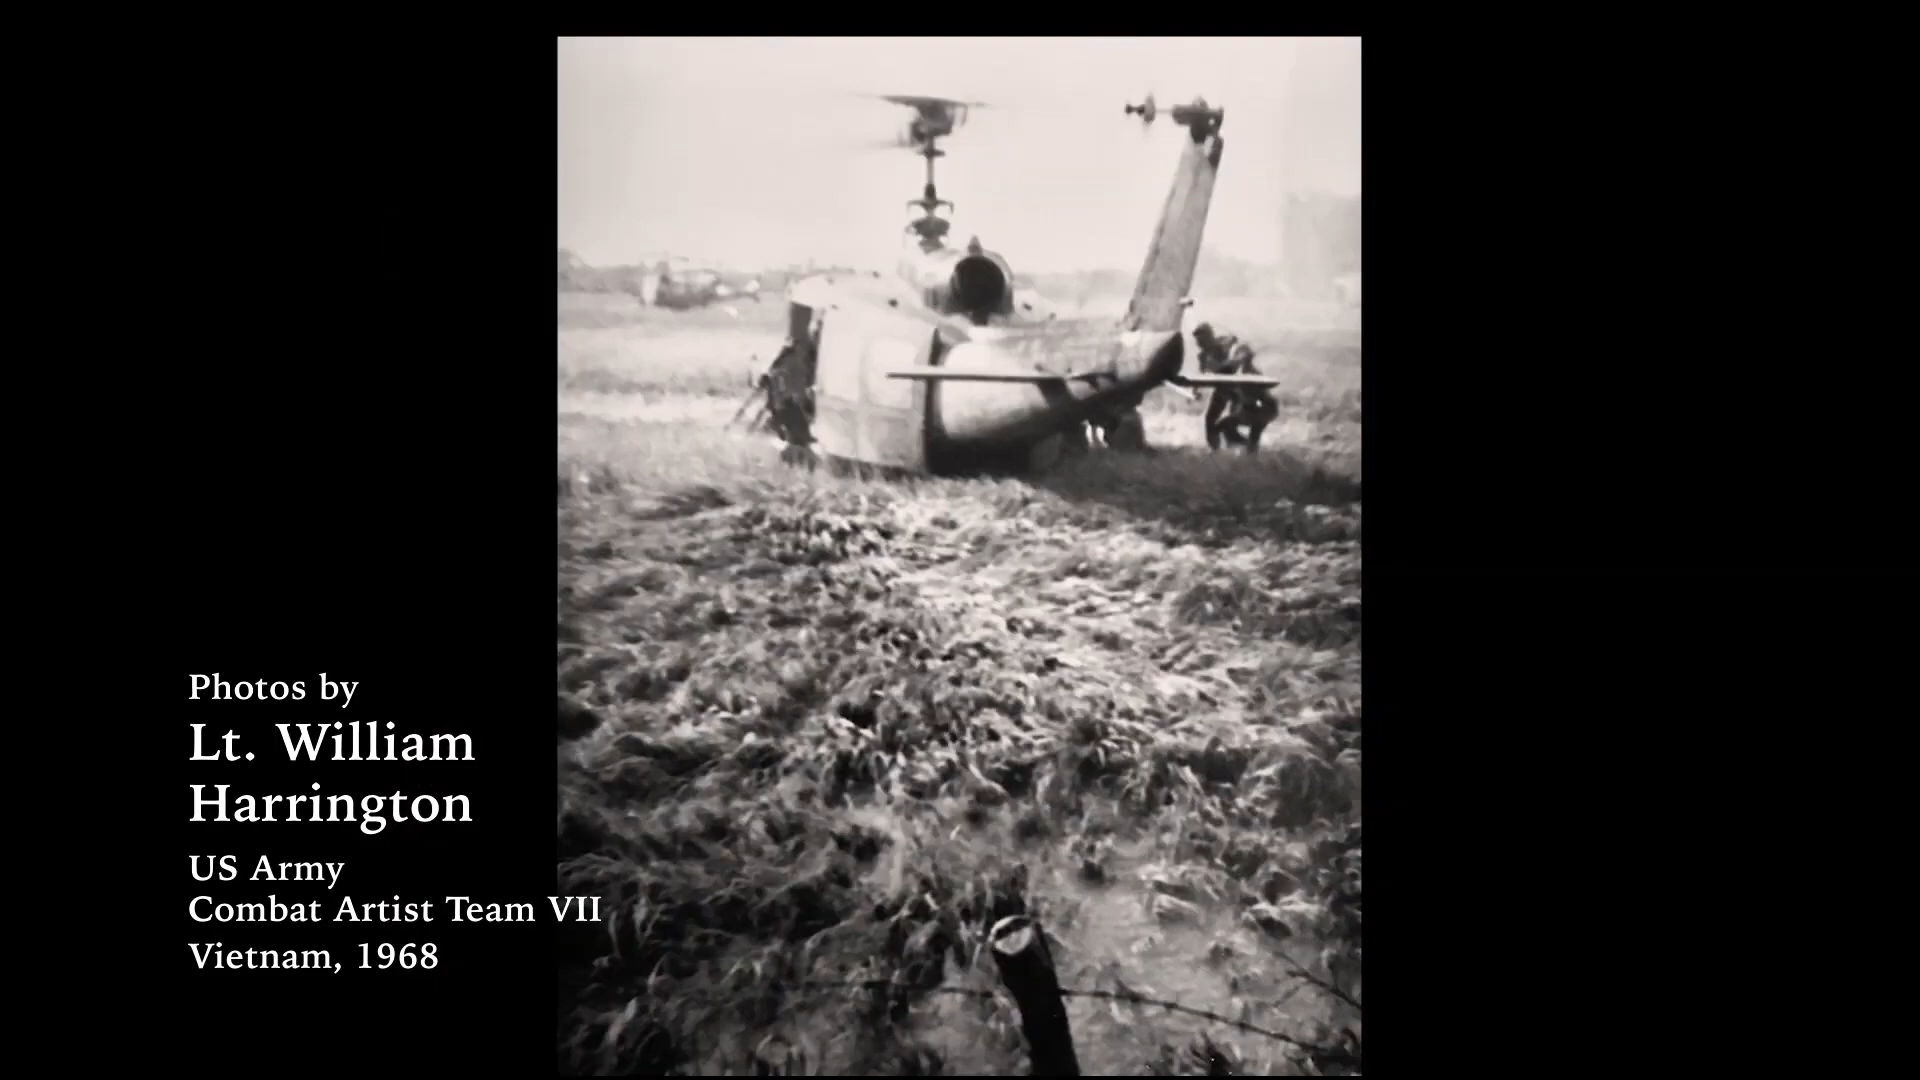 Photos by
Lt. William
Harrington
US Army
Combat Artist Team VII
Vietnam, 1968